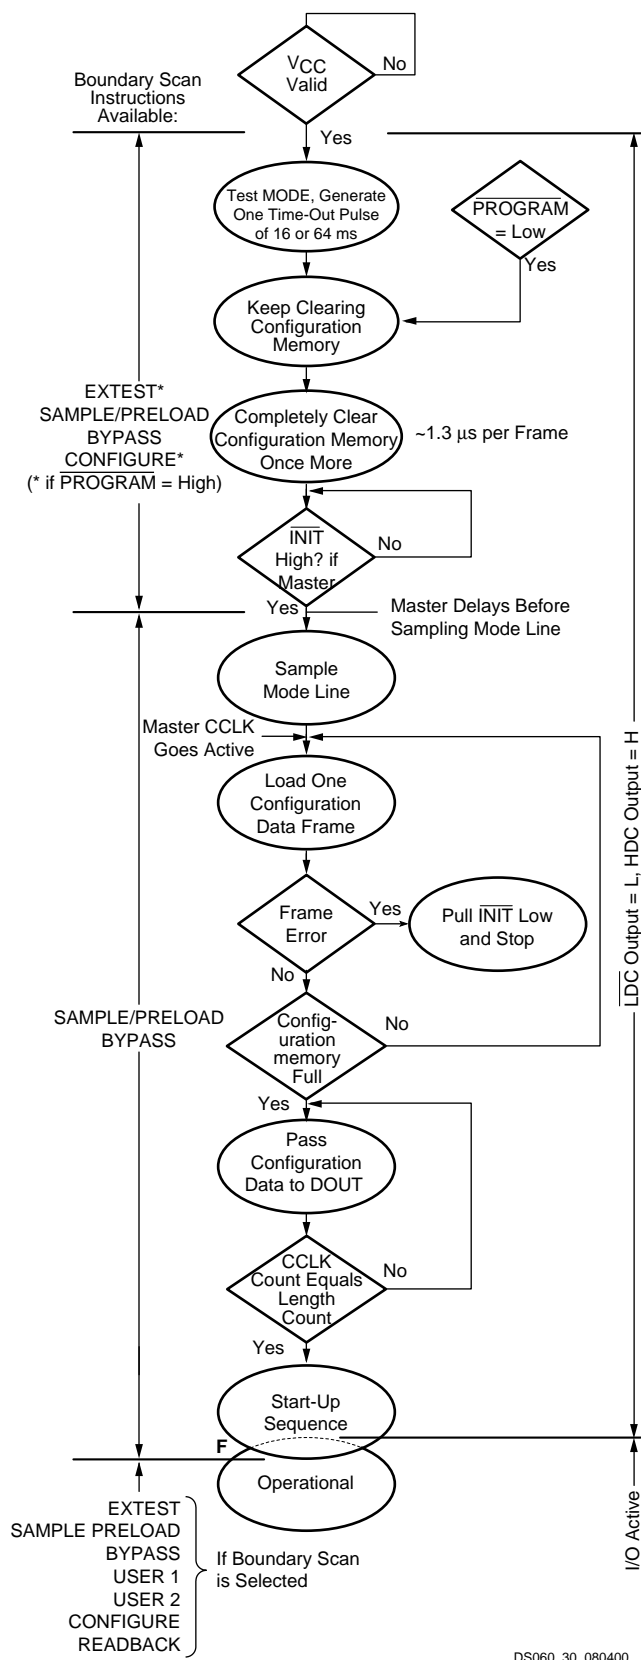 VCC
Valid
No
Boundary Scan
Instructions
Available:
Yes
Test MODE, Generate
One Time-Out Pulse
of 16 or 64 ms
PROGRAM
= Low
Yes
Keep Clearing
Configuration
Memory
EXTEST*
SAMPLE/PRELOAD
BYPASS
CONFIGURE*
(* if PROGRAM = High)
Completely Clear
Configuration Memory
Once More
~1.3 μs per Frame
INIT
High? if
Master
No
Yes
Master Delays Before
Sampling Mode Line
Sample
Mode Line
Master CCLK
Goes Active
Load One
Configuration
Data Frame
LDC Output = L, HDC Output = H
Frame
Error
Yes
Pull INIT Low
and Stop
No
SAMPLE/PRELOAD
BYPASS
Config-
uration
memory
Full
No
Yes
Pass
Configuration
Data to DOUT
CCLK
Count Equals
Length
Count
No
Yes
Start-Up
Sequence
F
Operational
I/O Active
EXTEST
SAMPLE PRELOAD
BYPASS
USER 1
USER 2
CONFIGURE
READBACK
If Boundary Scan
is Selected
DS060_30_080400